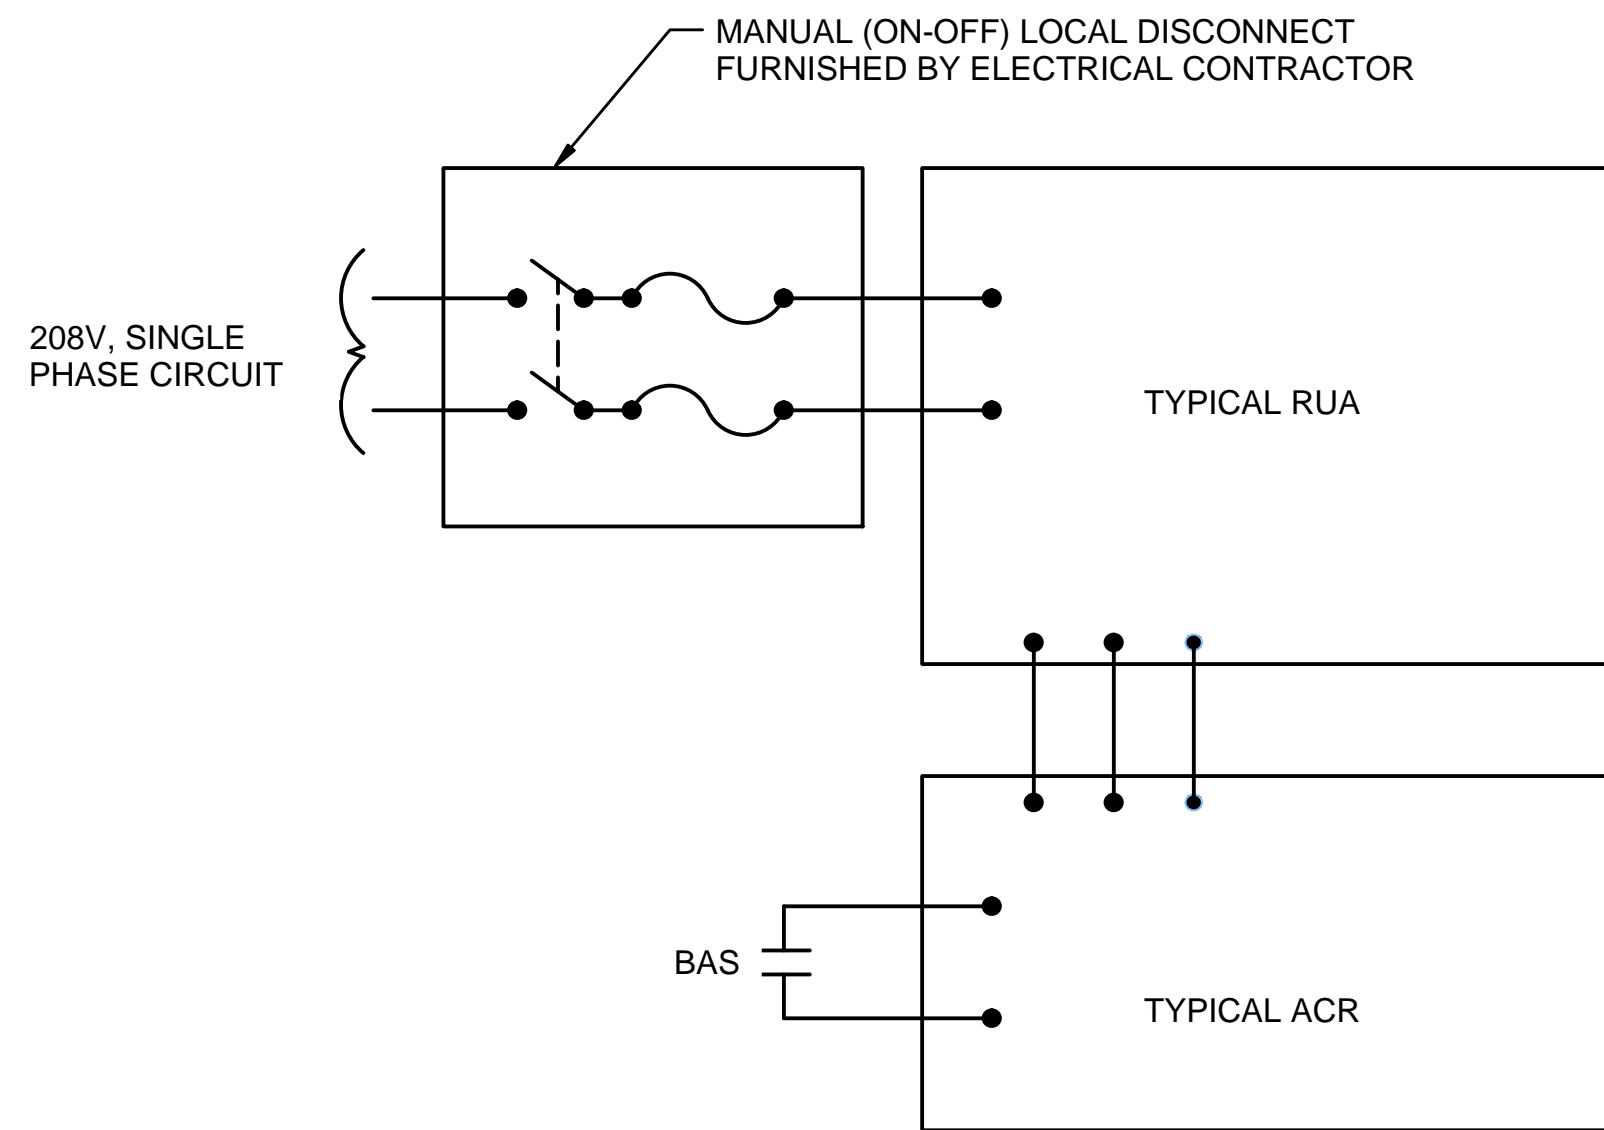 MANUAL (ON-OFF) LOCAL DISCONNECT
FURNISHED BY ELECTRICAL CONTRACTOR
208V, SINGLE
PHASE CIRCUIT
TYPICAL RUA
BAS
TYPICAL ACR